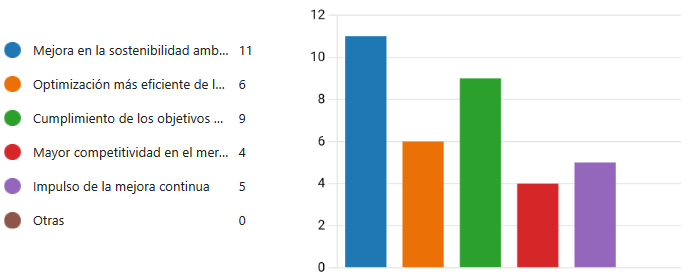 Mejora en la sostenibilidad amb... 11
Optimización más eficiente de l... 6
Cumplimiento de los objetivos ... 9
Mayor competitividad en el mer... 4
Impulso de la mejora continua 5
Otras 0
12
10
8
6
4
2
0